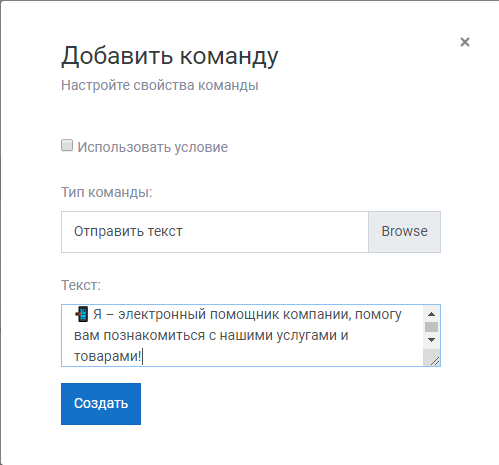 ×
Добавить команду
Настройте свойства команды
Использовать условие
Тип команды:
Отправить текст
Browse
Текст:
📲 Я – электронный помощник компании, помогу
вам познакомиться с нашими услугами и
товарами!
Создать